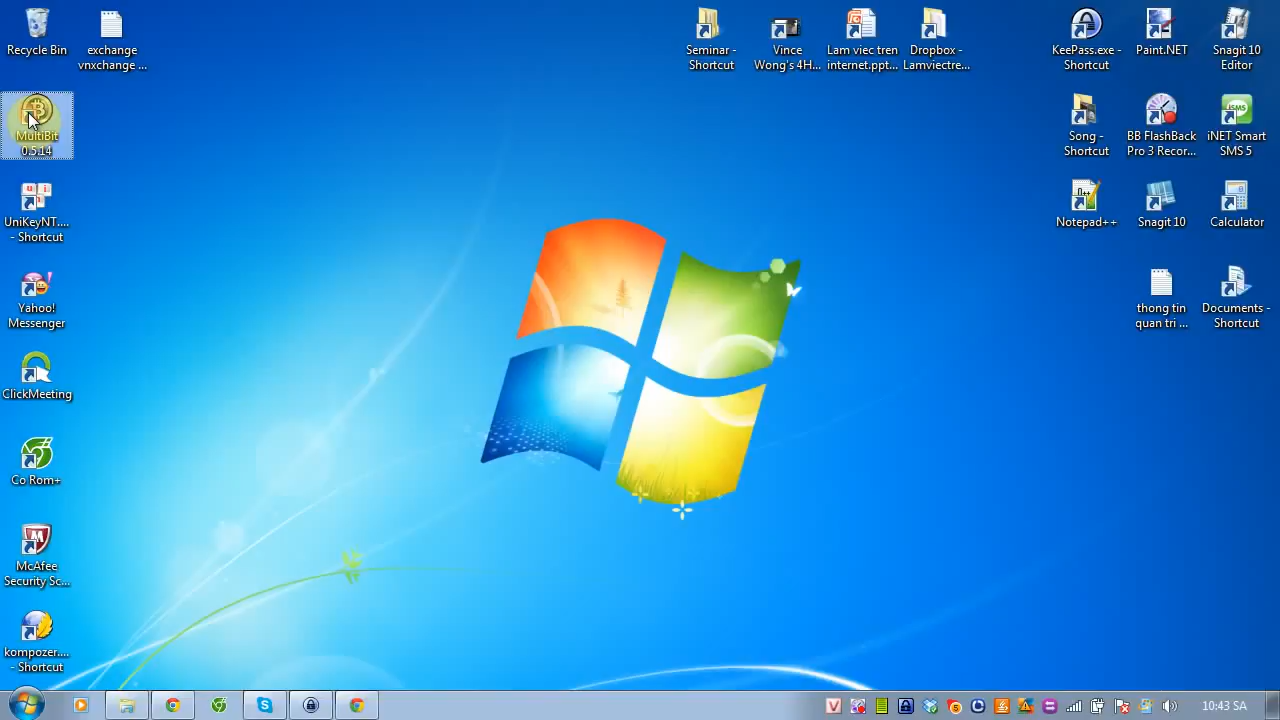 Recycle Bin
exchange
vnxchange ...
MultiBit
0.5.14
UniKeyNT....
- Shortcut
Yahoo!
Messenger
ClickMeeting
Co Rom+
McAfee
Security Sc...
kompozer....
- Shortcut
Seminar -
Shortcut
Vince
Wong's 4H...
Lam viec tren
internet.ppt...
Dropbox -
Lamviectre...
KeePass.exe -
Shortcut
Paint.NET
Snagit 10
Editor
Song -
Shortcut
BB FlashBack
Pro 3 Recor...
iNET Smart
SMS 5
Notepad++
Snagit 10
Calculator
thong tin
quan tri ...
Documents -
Shortcut
10:43 SA